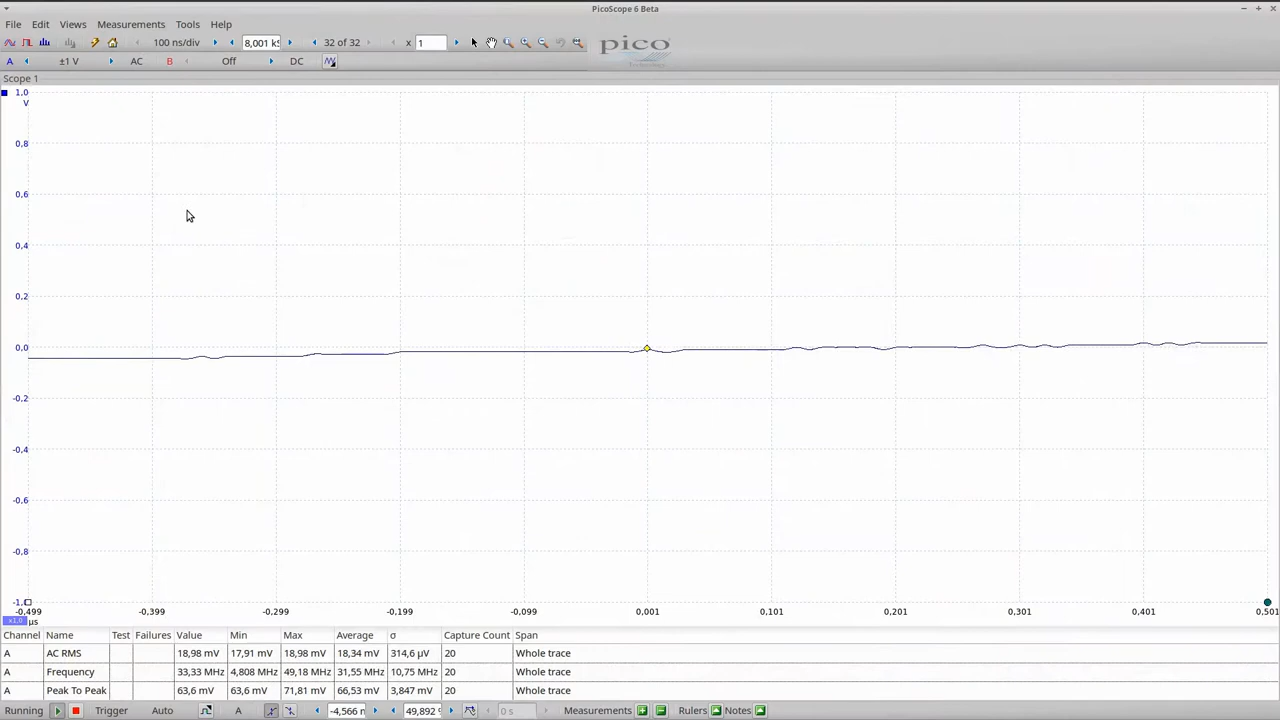 PicoScope 6 Beta
File Edit Views Measurements Tools Help
100 ns/div 8,001 kS 32 of 32 x 1 pico
Technology
A ±1 V AC B Off DC
Scope 1
1.0
V
0.8
0.6
0,4
0,2
0.0
-0.2
-0.4
-0,6
-0.8
-1.0
-0.499 -0.399 -0.299 -0.199 -0.099 0,001 0.101 0.201 0.301 0.401 0.501
x1,0 µs
Channel Name Test Failures Value Min Max Average σ Capture Count Span
A AC RMS 18,98 mV 17,91 mV 18,98 mV 18,34 mV 314,6 µV 20 Whole trace
A Frequency 33,33 MHz 4,808 MHz 49,18 MHz 31,55 MHz 10,75 MHz 20 Whole trace
A Peak To Peak 63,6 mV 63,6 mV 71,81 mV 66,53 mV 3,847 mV 20 Whole trace
Running Trigger Auto A -4,566 49,892 0 s Measurements Rulers Notes